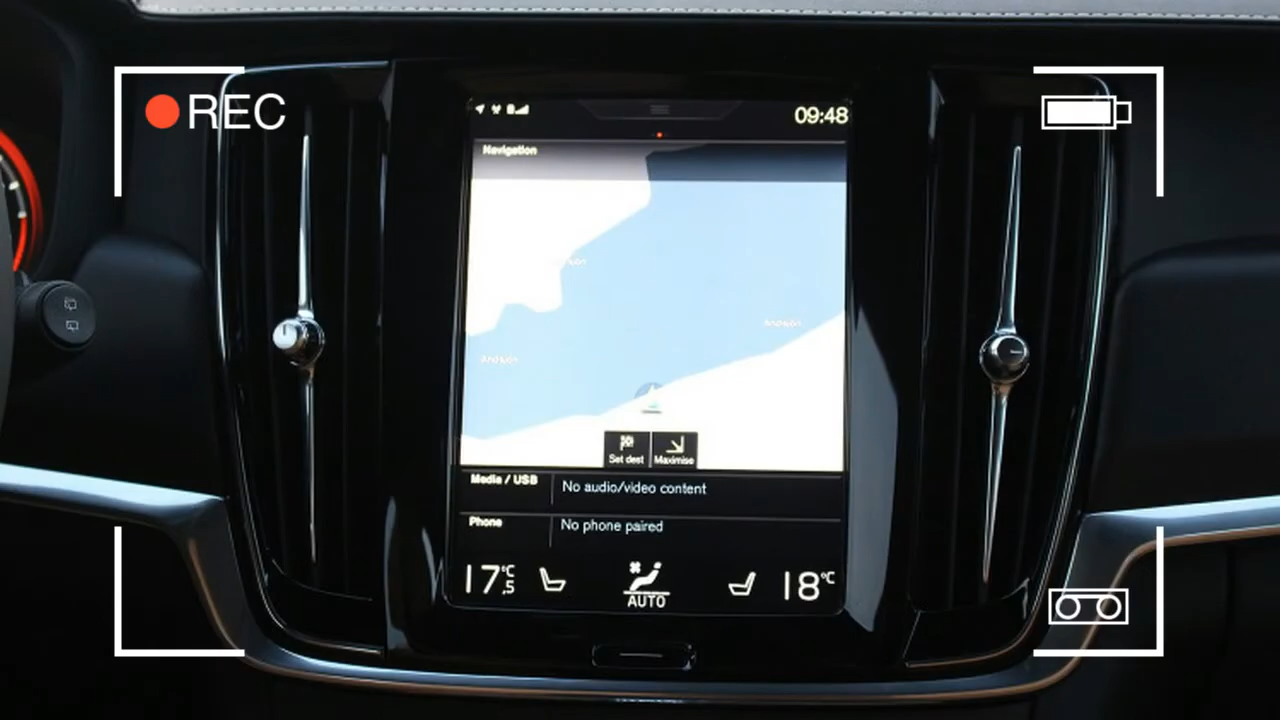 REC
09:48
Navigation
Set dest
Maximise
Media / USB
No audio/video content
Phone
No phone paired
17,5 °C
AUTO
18 °C